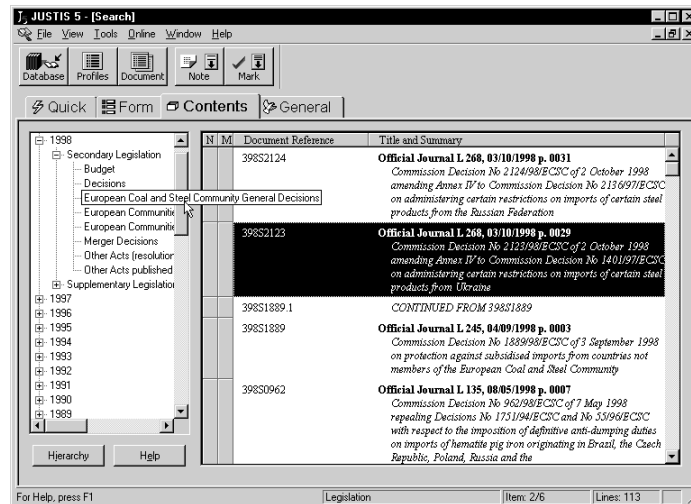 JUSTIS 5 - [Search]
File View Tools Online Window Help
Database Profiles Document Note Mark
Quick Form Contents General
1998
Secondary Legislation
Budget
Decisions
European Coal and Steel Community General Decisions
European Communitie
European Communitie
Merger Decisions
Other Acts (resolution
Other Acts published
Supplementary Legislatior
1997
1996
1995
1994
1993
1992
1991
1990
1989
Hierarchy Help
N M Document Reference Title and Summary
398S2124 Official Journal L 268, 03/10/1998 p. 0031
Commission Decision No 2124/98/ECSC of 2 October 1998
amending Annex IV to Commission Decision No 2136/97/ECSC
on administering certain restrictions on imports of certain steel
products from the Russian Federation
398S2123 Official Journal L 268, 03/10/1998 p. 0029
Commission Decision No 2123/98/ECSC of 2 October 1998
amending Annex IV to Commission Decision No 1401/97/ECSC
on administering certain restrictions on imports of certain steel
products from Ukraine
398S1889.1 CONTINUED FROM 398S1889
398S1889 Official Journal L 245, 04/09/1998 p. 0003
Commission Decision No 1889/98/ECSC of 3 September 1998
on protection against subsidised imports from countries not
members of the European Coal and Steel Community
398S0962 Official Journal L 135, 08/05/1998 p. 0007
Commission Decision No 962/98/ECSC of 7 May 1998
repealing Decisions No 1751/94/ECSC and No 55/96/ECSC
with respect to the imposition of definitive anti-dumping duties
on imports of hematite pig iron originating in Brazil, the Czech
Republic, Poland, Russia and the
For Help, press F1 Legislation Item: 2/6 Lines: 113